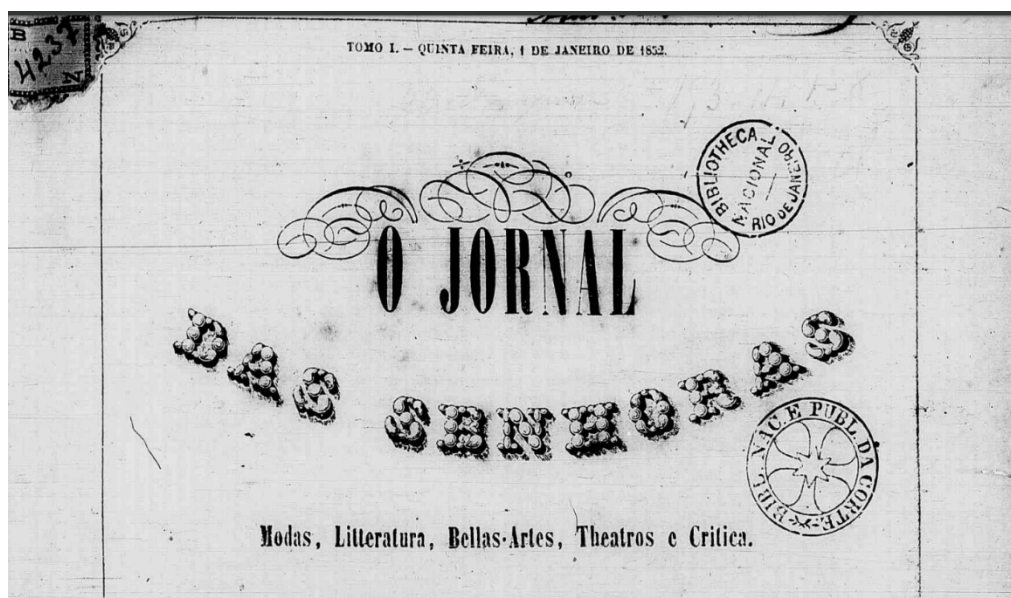 4237
TOMO I. — QUINTA FEIRA, 1 DE JANEIRO DE 1852.
BIBLIOTHECA NACIONAL RIO DE JANEIRO
O JORNAL
DAS SENHORAS
BIBL. NAC. E PUBL. DA CORTE
Modas, Litteratura, Bellas-Artes, Theatros e Critica.